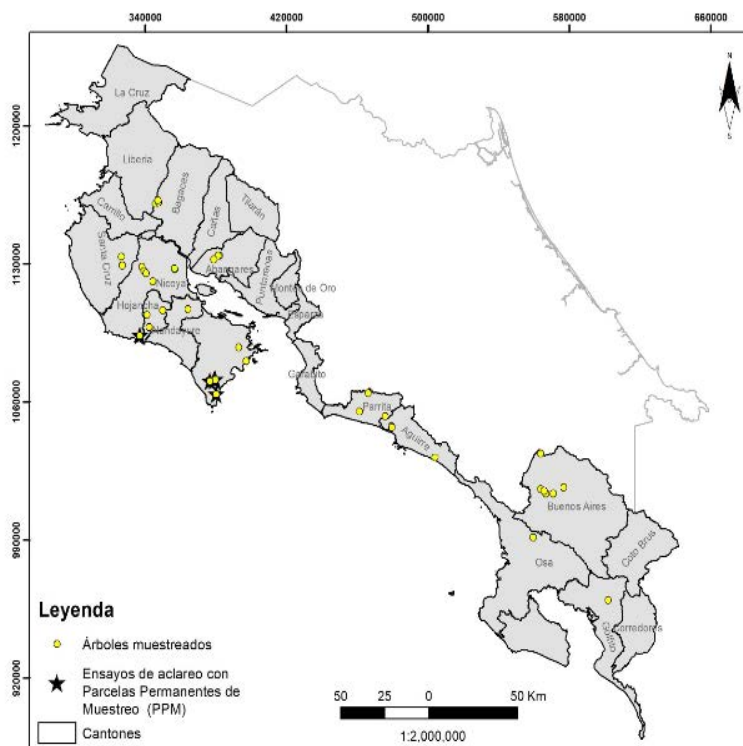 340000 420000 500000 580000 660000
N
S
1200000
1130000
1060000
990000
920000
La Cruz
Liberia
Bagaces
Carrillo
Cañas
Tilarán
Santa Cruz
Abangares
Puntarenas
Nicoya
Montes de Oro
Esparza
Hojancha
Nandayure
Garabito
Parrita
Aguirre
Buenos Aires
Coto Brus
Osa
Golfito
Corredores
Leyenda
Árboles muestreados
Ensayos de aclareo con
Parcelas Permanentes de
Muestreo (PPM)
Cantones
50 25 0 50 Km
1:2,000,000